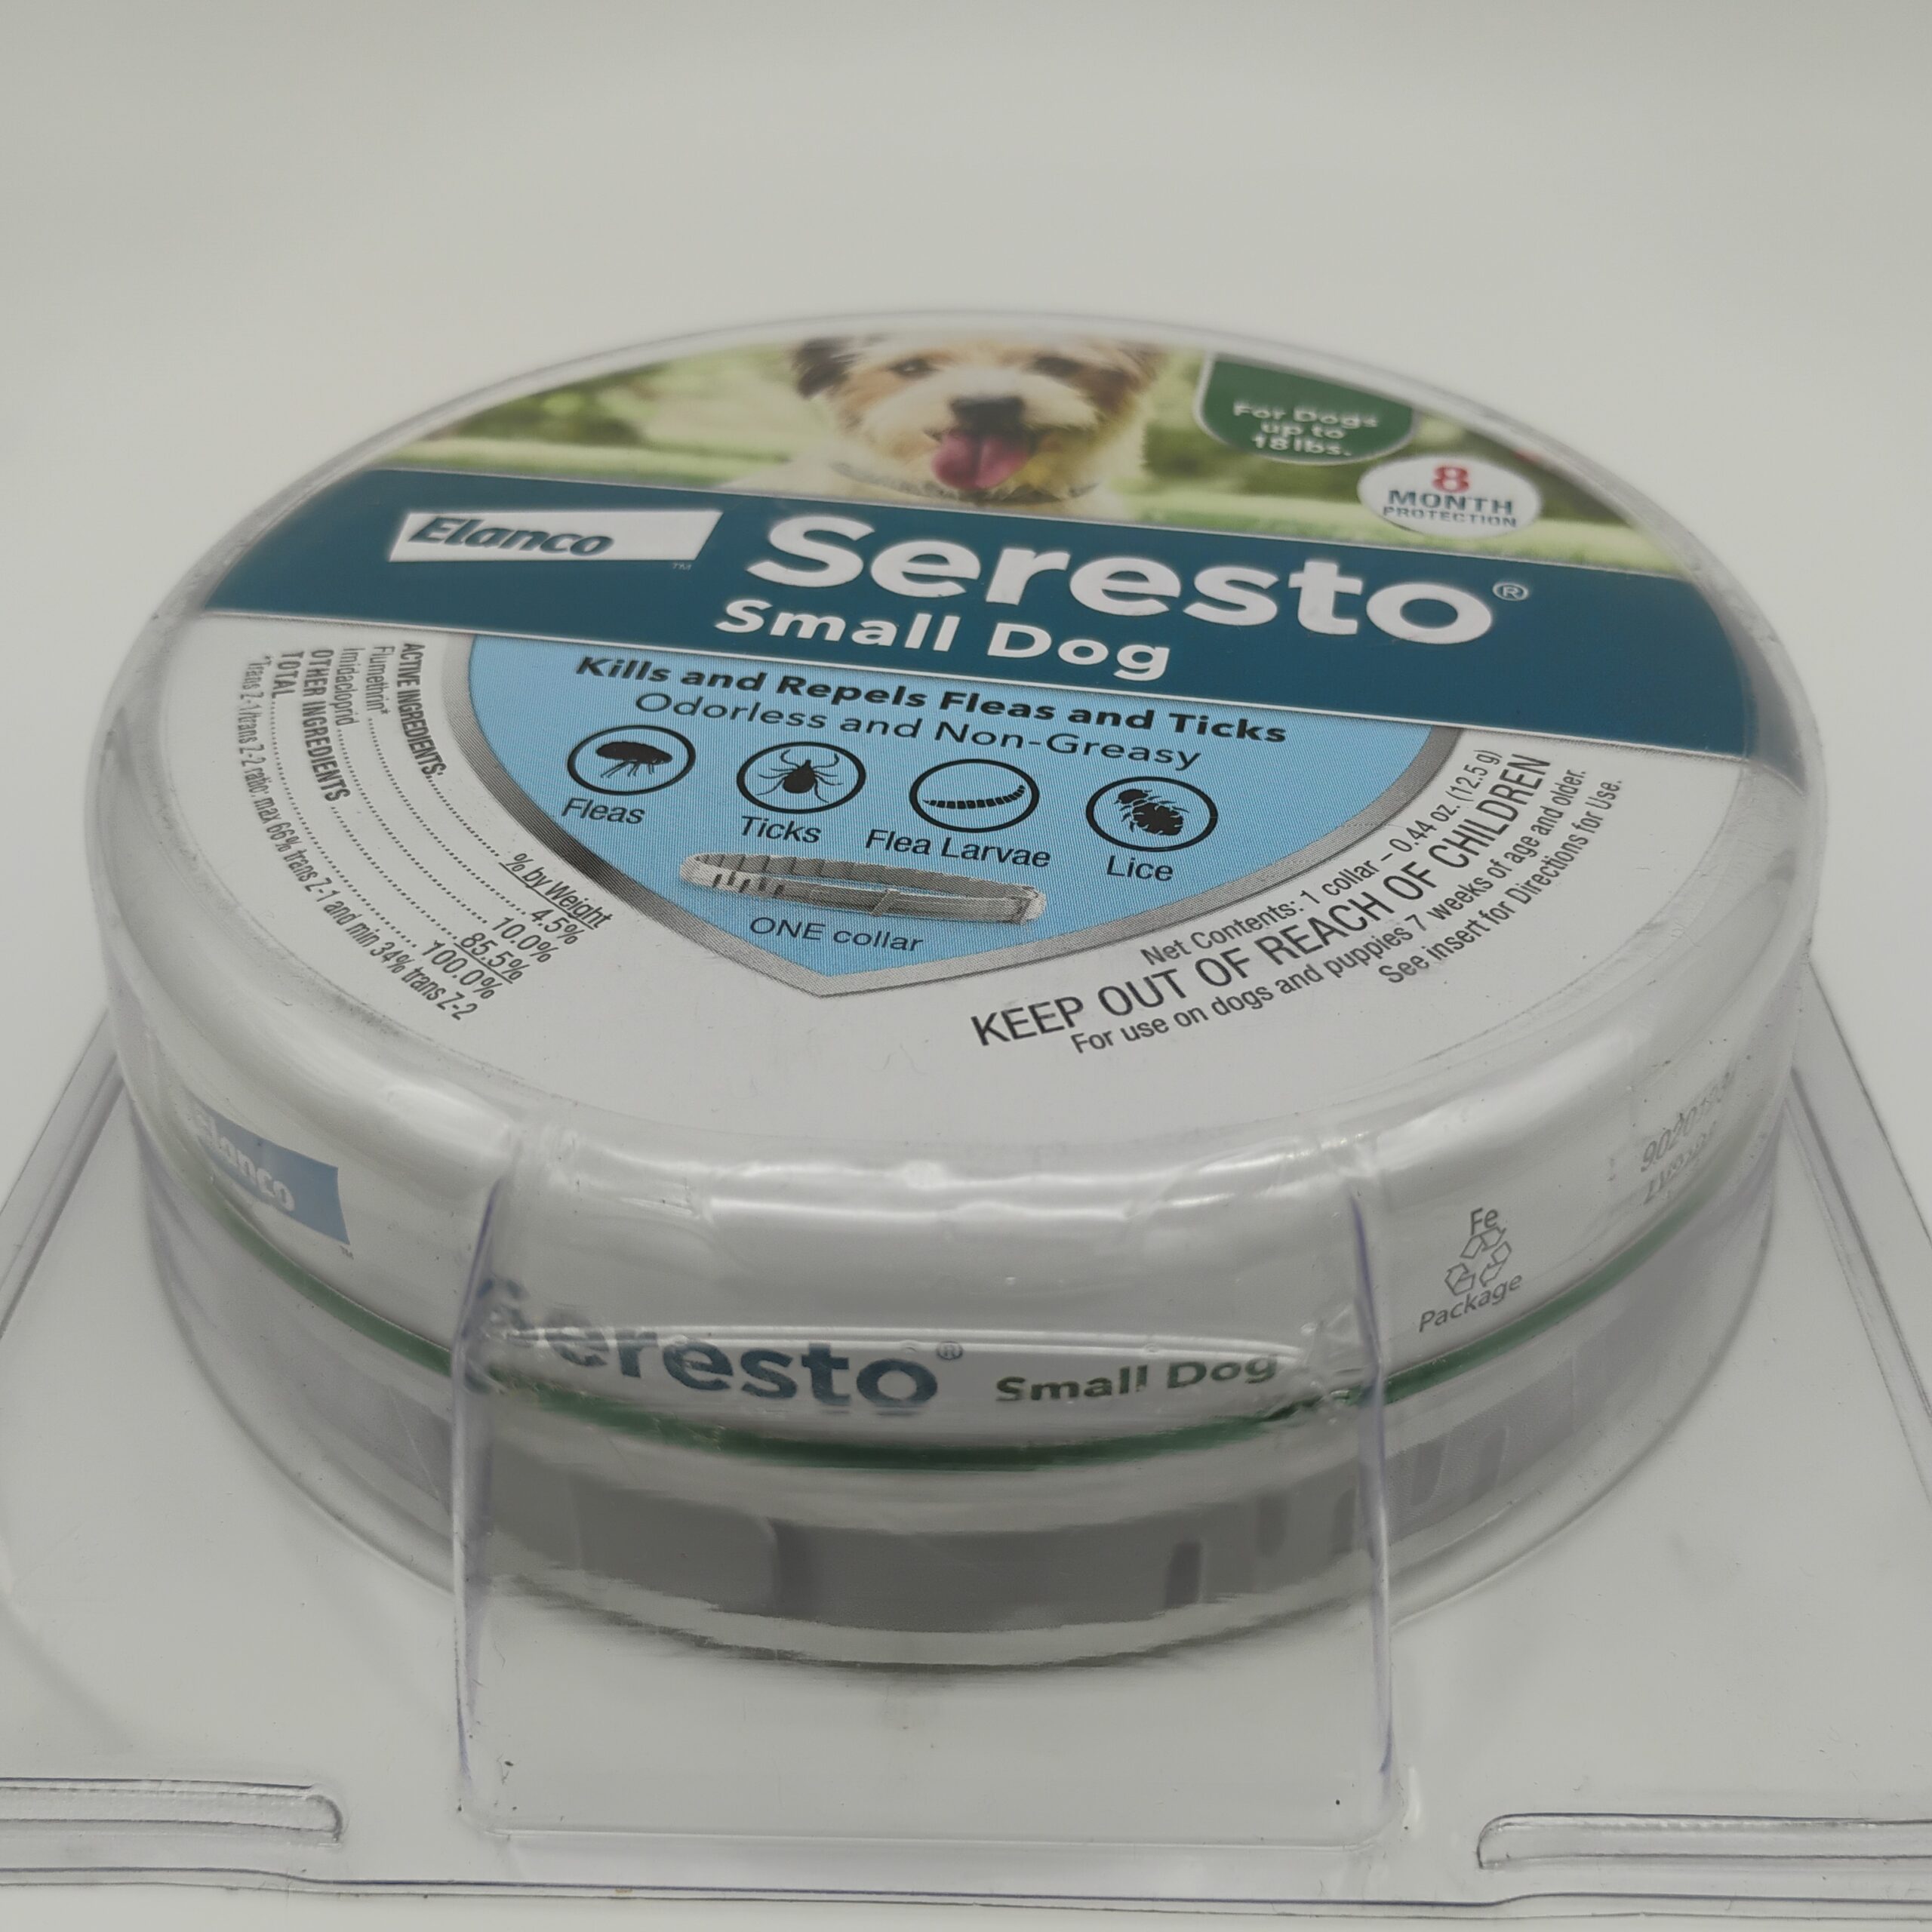 For Dogs
up to
18 lbs.
8
MONTH
PROTECTION
Elanco
™
Seresto®
Small Dog
Kills and Repels Fleas and Ticks
Odorless and Non-Greasy
Fleas
Ticks
Flea Larvae
Lice
ONE collar
ACTIVE INGREDIENTS: % by Weight
Flumethrin* 4.5%
Imidacloprid 10.0%
OTHER INGREDIENTS 85.5%
TOTAL 100.0%
*Trans Z-1/trans Z-2 ratio: max 66% trans Z-1 and min 34% trans Z-2
Net Contents: 1 collar – 0.44 oz. (12.5 g)
KEEP OUT OF REACH OF CHILDREN
For use on dogs and puppies 7 weeks of age and older.
See insert for Directions for Use.
Elanco
™
Seresto® Small Dog
Fe
Package